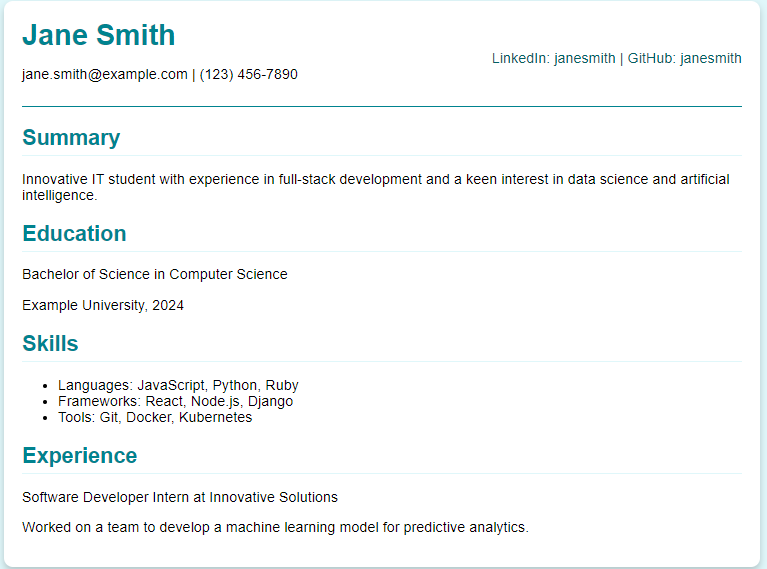 Jane Smith
jane.smith@example.com | (123) 456-7890
LinkedIn: janesmith | GitHub: janesmith
Summary
Innovative IT student with experience in full-stack development and a keen interest in data science and artificial
intelligence.
Education
Bachelor of Science in Computer Science
Example University, 2024
Skills
• Languages: JavaScript, Python, Ruby
• Frameworks: React, Node.js, Django
• Tools: Git, Docker, Kubernetes
Experience
Software Developer Intern at Innovative Solutions
Worked on a team to develop a machine learning model for predictive analytics.